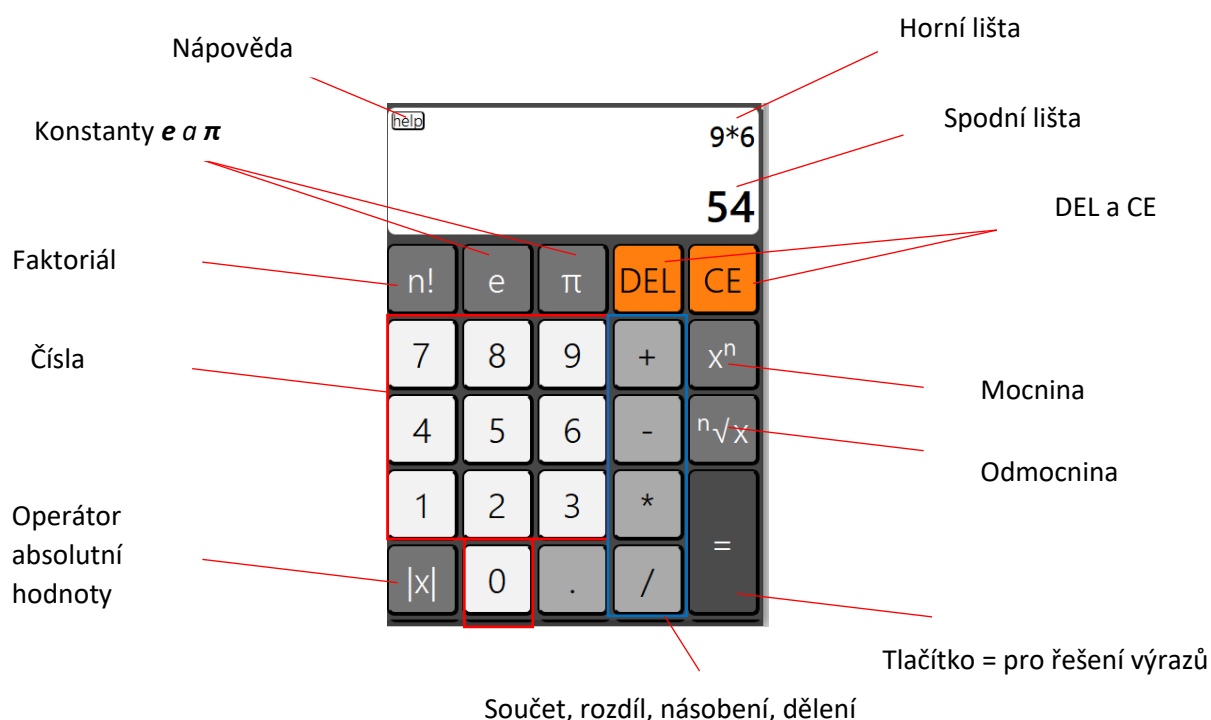 Nápověda
Horní lišta
Konstanty e a π
Spodní lišta
DEL a CE
Faktoriál
Čísla
Mocnina
Odmocnina
Operátor
absolutní
hodnoty
Tlačítko = pro řešení výrazů
Součet, rozdíl, násobení, dělení
help
9*6
54
n! e π DEL CE
7 8 9 + xⁿ
4 5 6 - ⁿ√x
1 2 3 *
=
|x| 0 . /